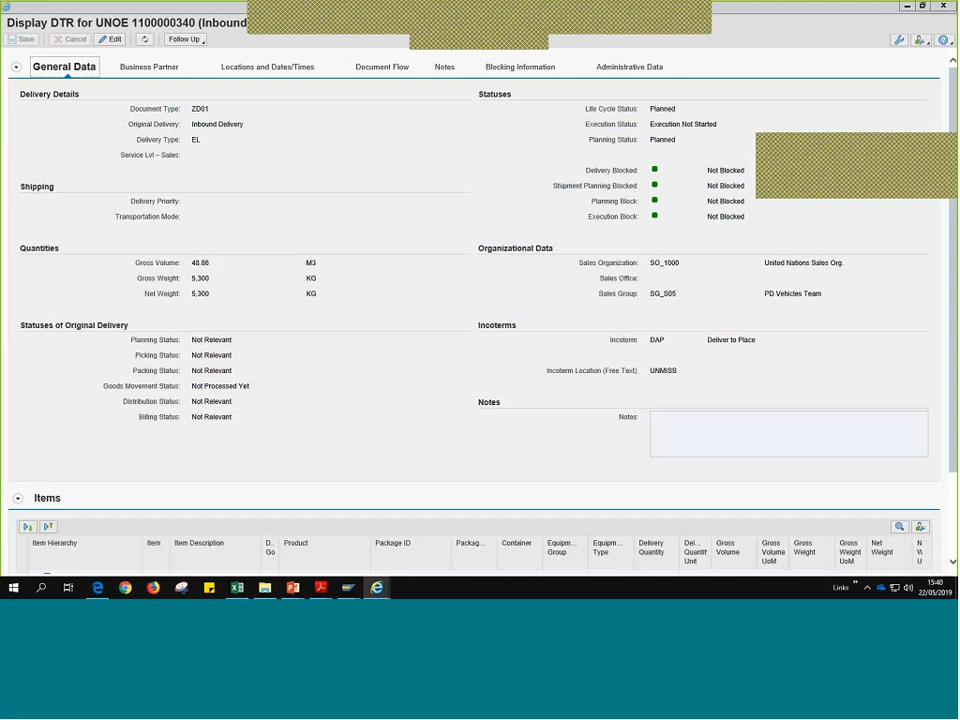 Display DTR for UNOE 1100000340 (Inbound
Save Cancel Edit Follow Up
General Data Business Partner Locations and Dates/Times Document Flow Notes Blocking Information Administrative Data
Delivery Details
Document Type: ZD01
Original Delivery: Inbound Delivery
Delivery Type: EL
Service Lvl – Sales:
Shipping
Delivery Priority:
Transportation Mode:
Quantities
Gross Volume: 48.86 M3
Gross Weight: 5,300 KG
Net Weight: 5,300 KG
Statuses of Original Delivery
Planning Status: Not Relevant
Picking Status: Not Relevant
Packing Status: Not Relevant
Goods Movement Status: Not Processed Yet
Distribution Status: Not Relevant
Billing Status: Not Relevant
Statuses
Life Cycle Status: Planned
Execution Status: Execution Not Started
Planning Status: Planned
Delivery Blocked: Not Blocked
Shipment Planning Blocked: Not Blocked
Planning Block: Not Blocked
Execution Block: Not Blocked
Organizational Data
Sales Organization: SO_1000 United Nations Sales Org.
Sales Office:
Sales Group: SG_S05 PD Vehicles Team
Incoterms
Incoterm: DAP Deliver to Place
Incoterm Location (Free Text): UNMISS
Notes
Notes:
Items
Item Hierarchy Item Item Description D.. Product Package ID Packag... Container Equipm... Equipm... Delivery Del... Gross Gross Gross Gross Net N
Go Group Type Quantity Quantit Volume Volume Weight Weight Weight W
Unit UoM UoM U
Links » 15:40
22/05/2019